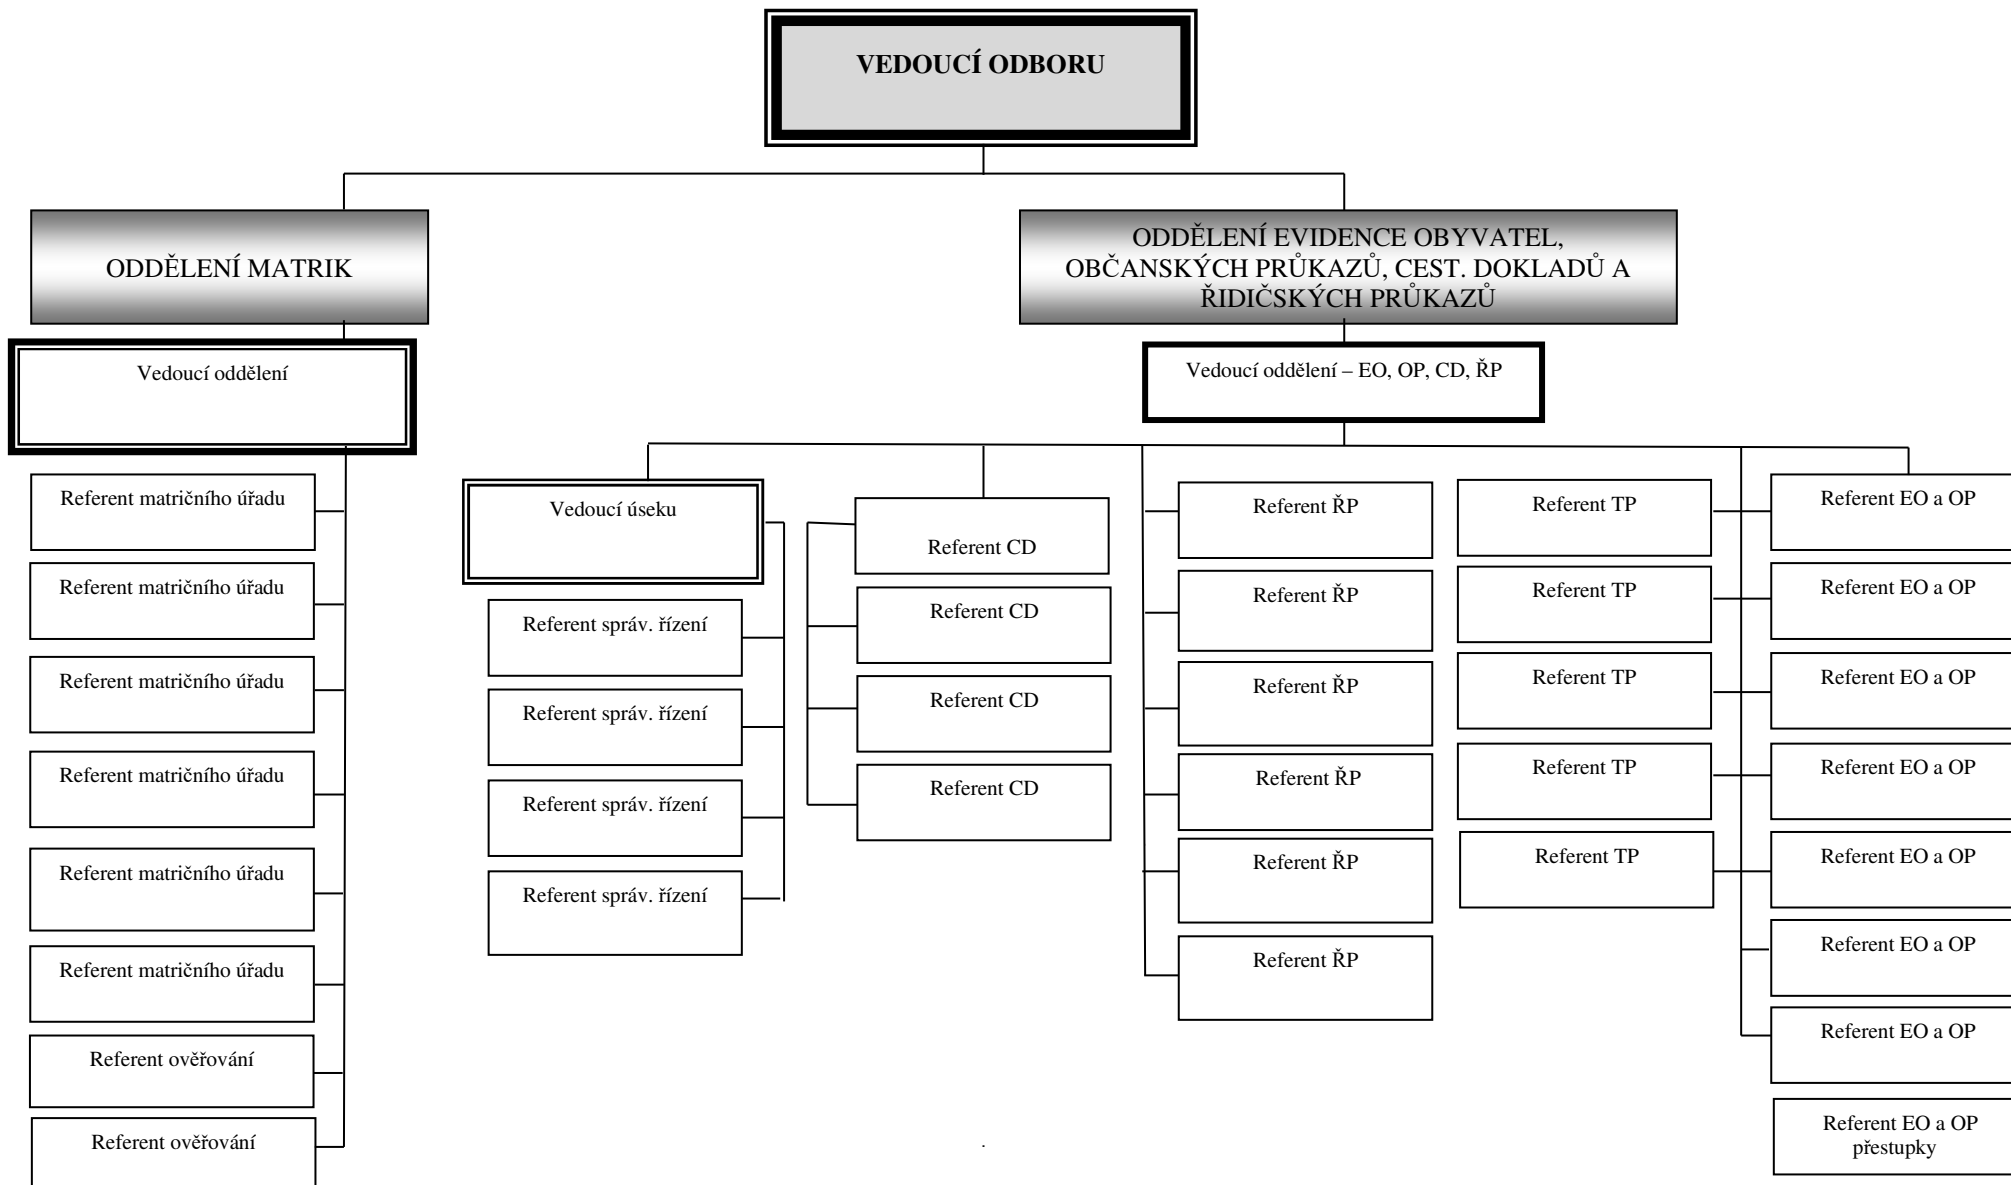 VEDOUCÍ ODBORU
ODDĚLENÍ MATRIK
ODDĚLENÍ EVIDENCE OBYVATEL,
OBČANSKÝCH PRŮKAZŮ, CEST. DOKLADŮ A
ŘIDIČSKÝCH PRŮKAZŮ
Vedoucí oddělení
Vedoucí oddělení – EO, OP, CD, ŘP
Referent matričního úřadu
Referent matričního úřadu
Referent matričního úřadu
Referent matričního úřadu
Referent matričního úřadu
Referent matričního úřadu
Referent ověřování
Referent ověřování
Vedoucí úseku
Referent správ. řízení
Referent správ. řízení
Referent správ. řízení
Referent správ. řízení
Referent CD
Referent CD
Referent CD
Referent CD
Referent ŘP
Referent ŘP
Referent ŘP
Referent ŘP
Referent ŘP
Referent ŘP
Referent TP
Referent TP
Referent TP
Referent TP
Referent TP
Referent EO a OP
Referent EO a OP
Referent EO a OP
Referent EO a OP
Referent EO a OP
Referent EO a OP
Referent EO a OP
Referent EO a OP
přestupky